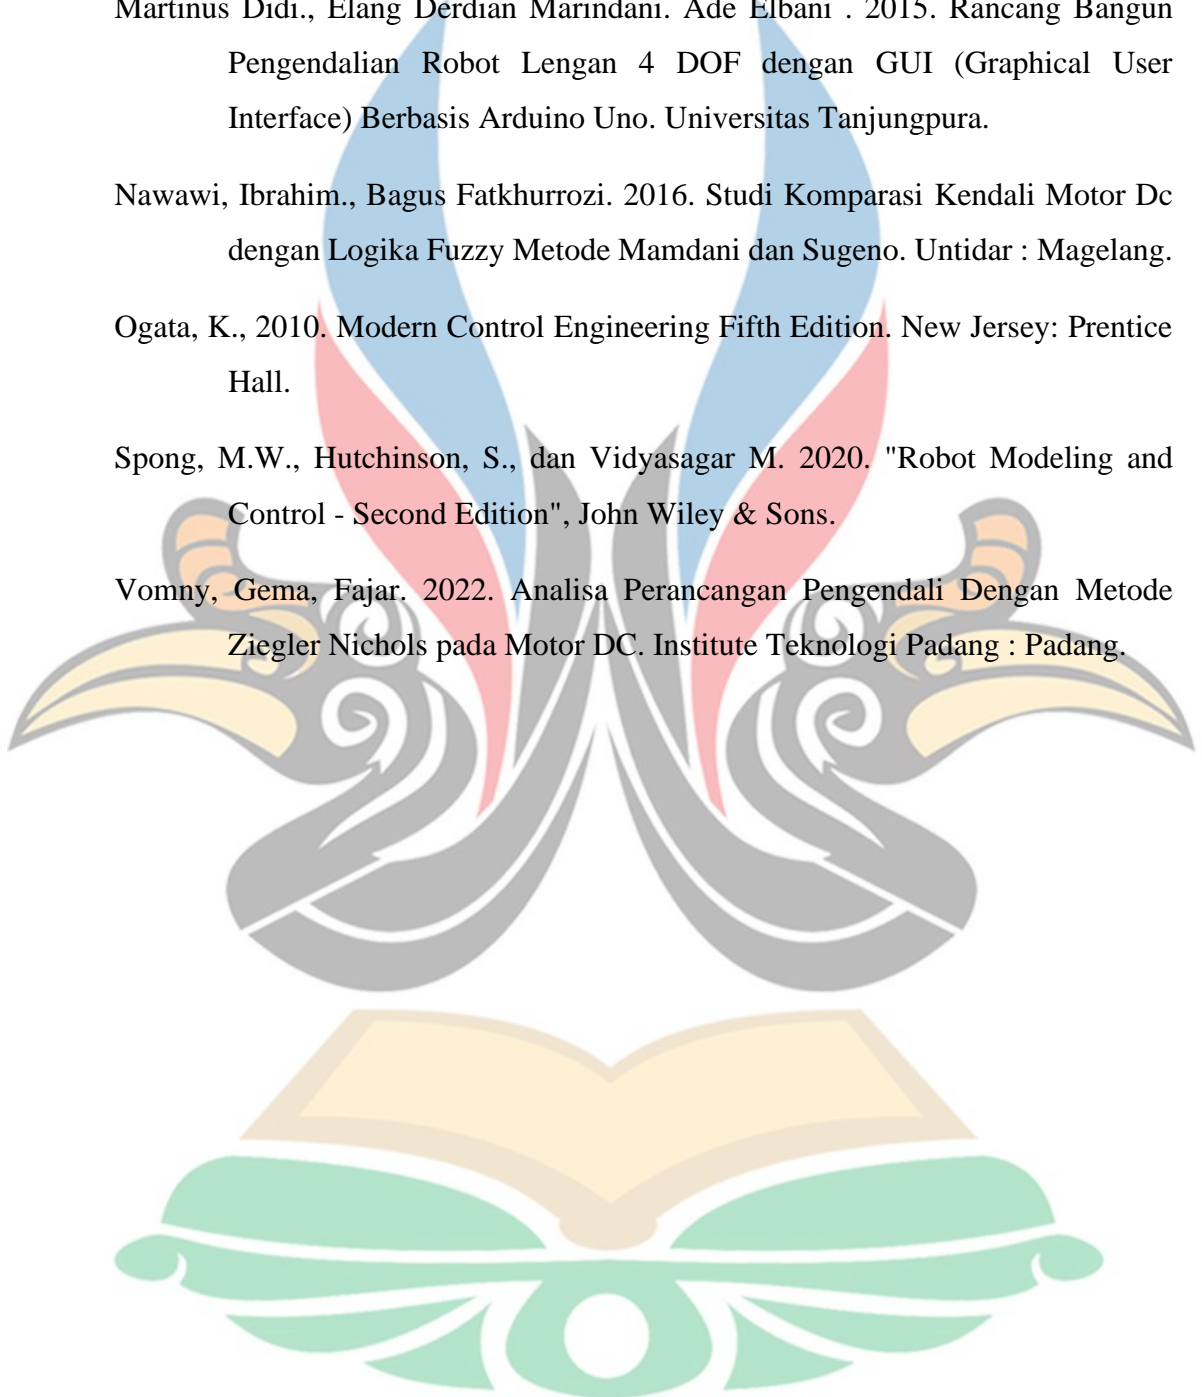 Martinus Didi., Elang Derdian Marindani. Ade Elbani . 2015. Rancang Bangun
Pengendalian Robot Lengan 4 DOF dengan GUI (Graphical User
Interface) Berbasis Arduino Uno. Universitas Tanjungpura.
Nawawi, Ibrahim., Bagus Fatkhurrozi. 2016. Studi Komparasi Kendali Motor Dc
dengan Logika Fuzzy Metode Mamdani dan Sugeno. Untidar : Magelang.
Ogata, K., 2010. Modern Control Engineering Fifth Edition. New Jersey: Prentice
Hall.
Spong, M.W., Hutchinson, S., dan Vidyasagar M. 2020. "Robot Modeling and
Control - Second Edition", John Wiley & Sons.
Vomny, Gema, Fajar. 2022. Analisa Perancangan Pengendali Dengan Metode
Ziegler Nichols pada Motor DC. Institute Teknologi Padang : Padang.